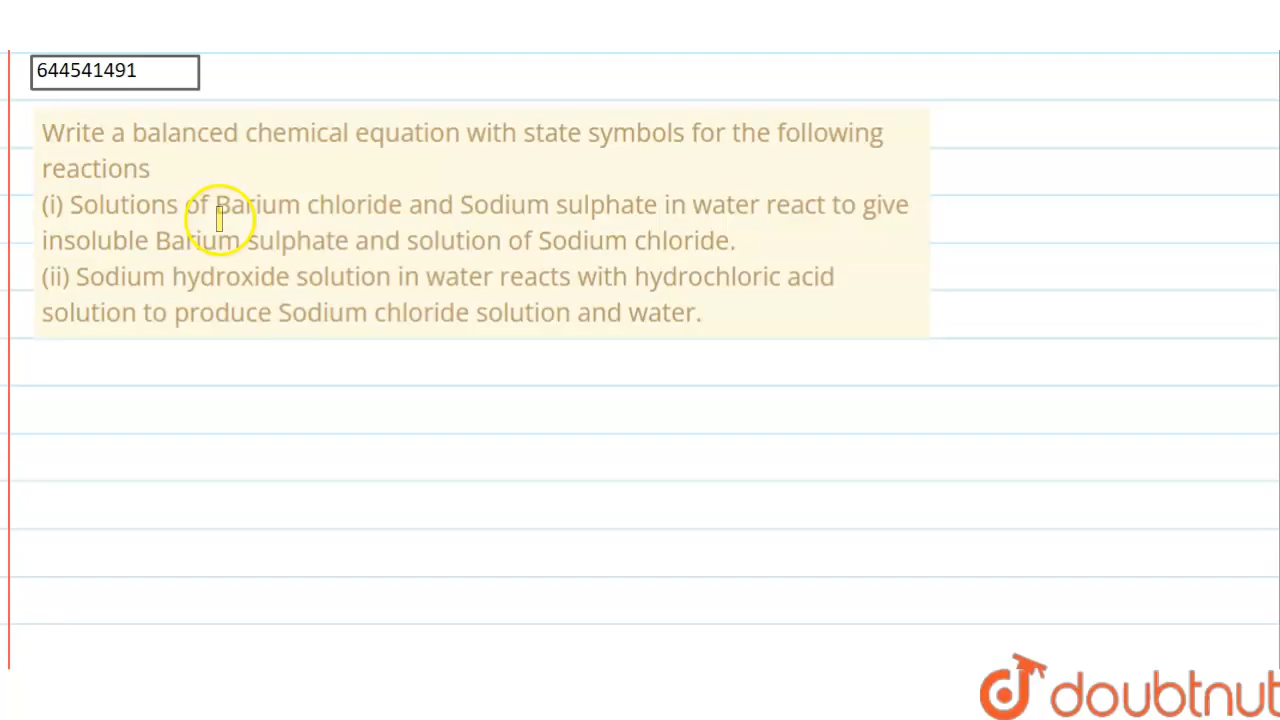 644541491
Write a balanced chemical equation with state symbols for the following
reactions
(i) Solutions of Barium chloride and Sodium sulphate in water react to give
insoluble Barium sulphate and solution of Sodium chloride.
(ii) Sodium hydroxide solution in water reacts with hydrochloric acid
solution to produce Sodium chloride solution and water.
doubtnut